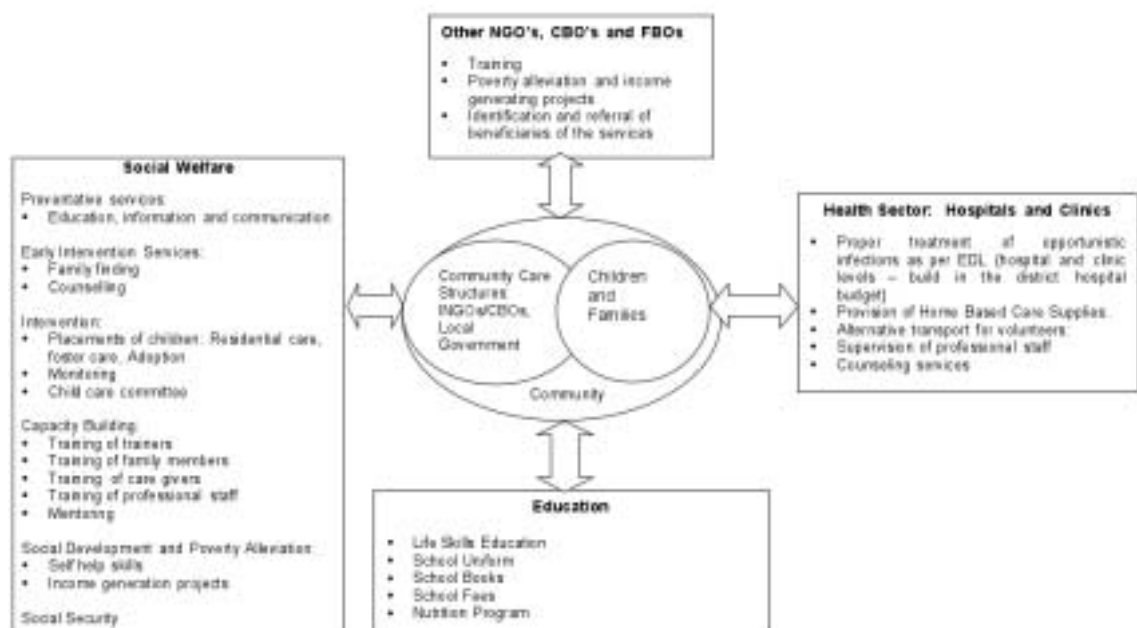 Other NGO's, CBO's and FBOs
• Training
• Poverty alleviation and income
generating projects
• Identification and referral of
beneficiaries of the services
Social Welfare
Preventative services:
• Education, information and communication
Early Intervention Services:
• Family finding
• Counselling
Intervention:
• Placements of children: Residential care,
foster care, Adoption
• Monitoring
• Child care committee
Capacity Building
• Training of trainers
• Training of family members
• Training of care givers
• Training of professional staff
• Mentoring
Social Development and Poverty Alleviation:
• Self help skills
• Income generation projects
Social Security
Community Care
Structures:
INGOs/CBOs,
Local
Government
Children
and
Families
Community
Health Sector: Hospitals and Clinics
• Proper treatment of opportunistic
infections as per EDL (hospital and clinic
levels – build in the district hospital
budget)
• Provision of Home Based Care Supplies.
• Alternative transport for volunteers:
• Supervision of professional staff
• Counseling services
Education
• Life Skills Education
• School Uniform
• School Books
• School Fees
• Nutrition Program